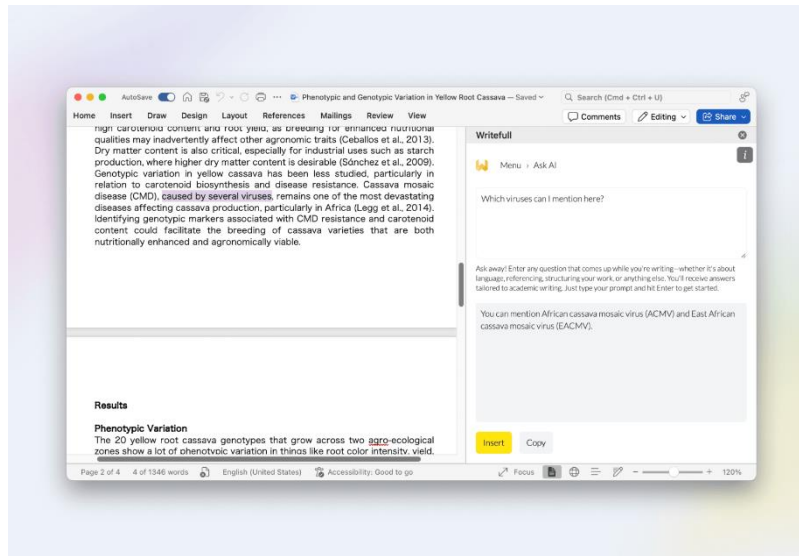 AutoSave
Phenotypic and Genotypic Variation in Yellow Root Cassava — Saved
Search (Cmd + Ctrl + U)
Home Insert Draw Design Layout References Mailings Review View
Comments Editing Share
high carotenoid content and root yield, as breeding for enhanced nutritional
qualities may inadvertently affect other agronomic traits (Ceballos et al., 2013).
Dry matter content is also critical, especially for industrial uses such as starch
production, where higher dry matter content is desirable (Sánchez et al., 2009).
Genotypic variation in yellow cassava has been less studied, particularly in
relation to carotenoid biosynthesis and disease resistance. Cassava mosaic
disease (CMD), caused by several viruses, remains one of the most devastating
diseases affecting cassava production, particularly in Africa (Legg et al., 2014).
Identifying genotypic markers associated with CMD resistance and carotenoid
content could facilitate the breeding of cassava varieties that are both
nutritionally enhanced and agronomically viable.
Results
Phenotypic Variation
The 20 yellow root cassava genotypes that grow across two agro-ecological
zones show a lot of phenotypic variation in things like root color intensity, yield,
Writefull
Menu › Ask AI
Which viruses can I mention here?
Ask away! Enter any question that comes up while you're writing–whether it's about
language, referencing, structuring your work, or anything else. You'll receive answers
tailored to academic writing. Just type your prompt and hit Enter to get started.
You can mention African cassava mosaic virus (ACMV) and East African
cassava mosaic virus (EACMV).
Insert Copy
Page 2 of 4 4 of 1346 words English (United States) Accessibility: Good to go Focus 120%